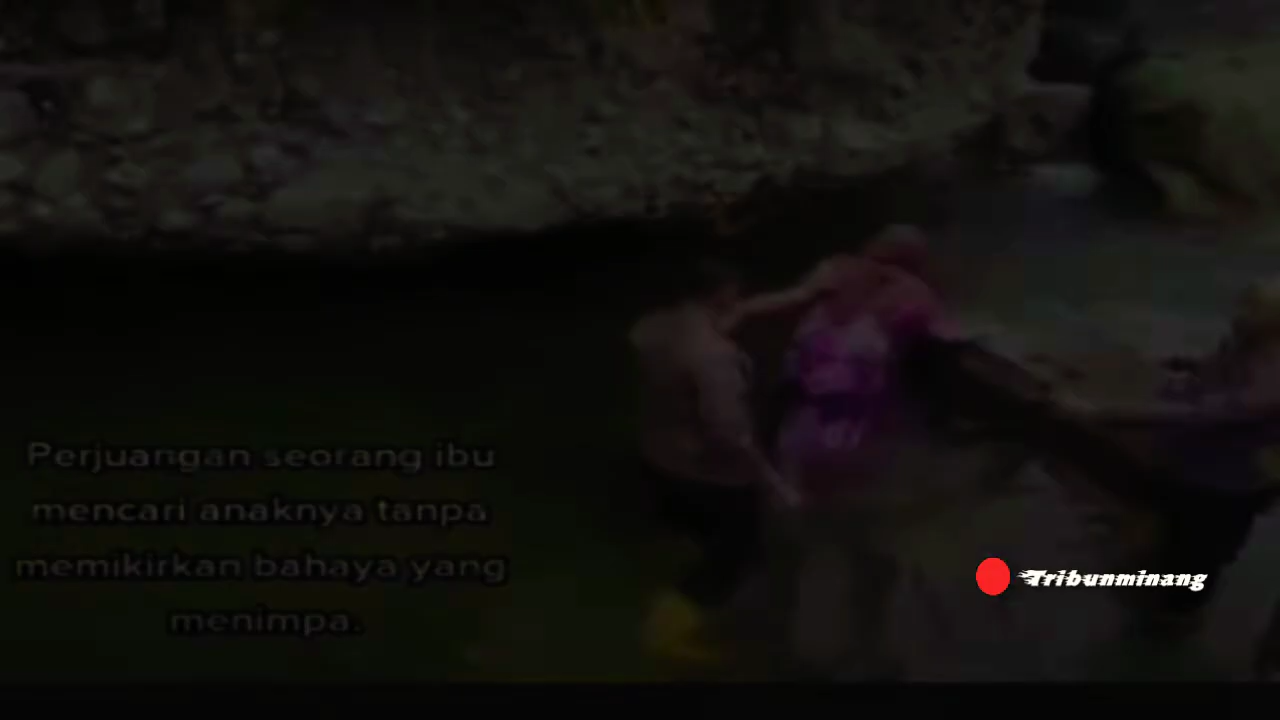 Perjuangan seorang ibu
mencari anaknya tanpa
memikirkan bahaya yang
menimpa.
Tribunminang